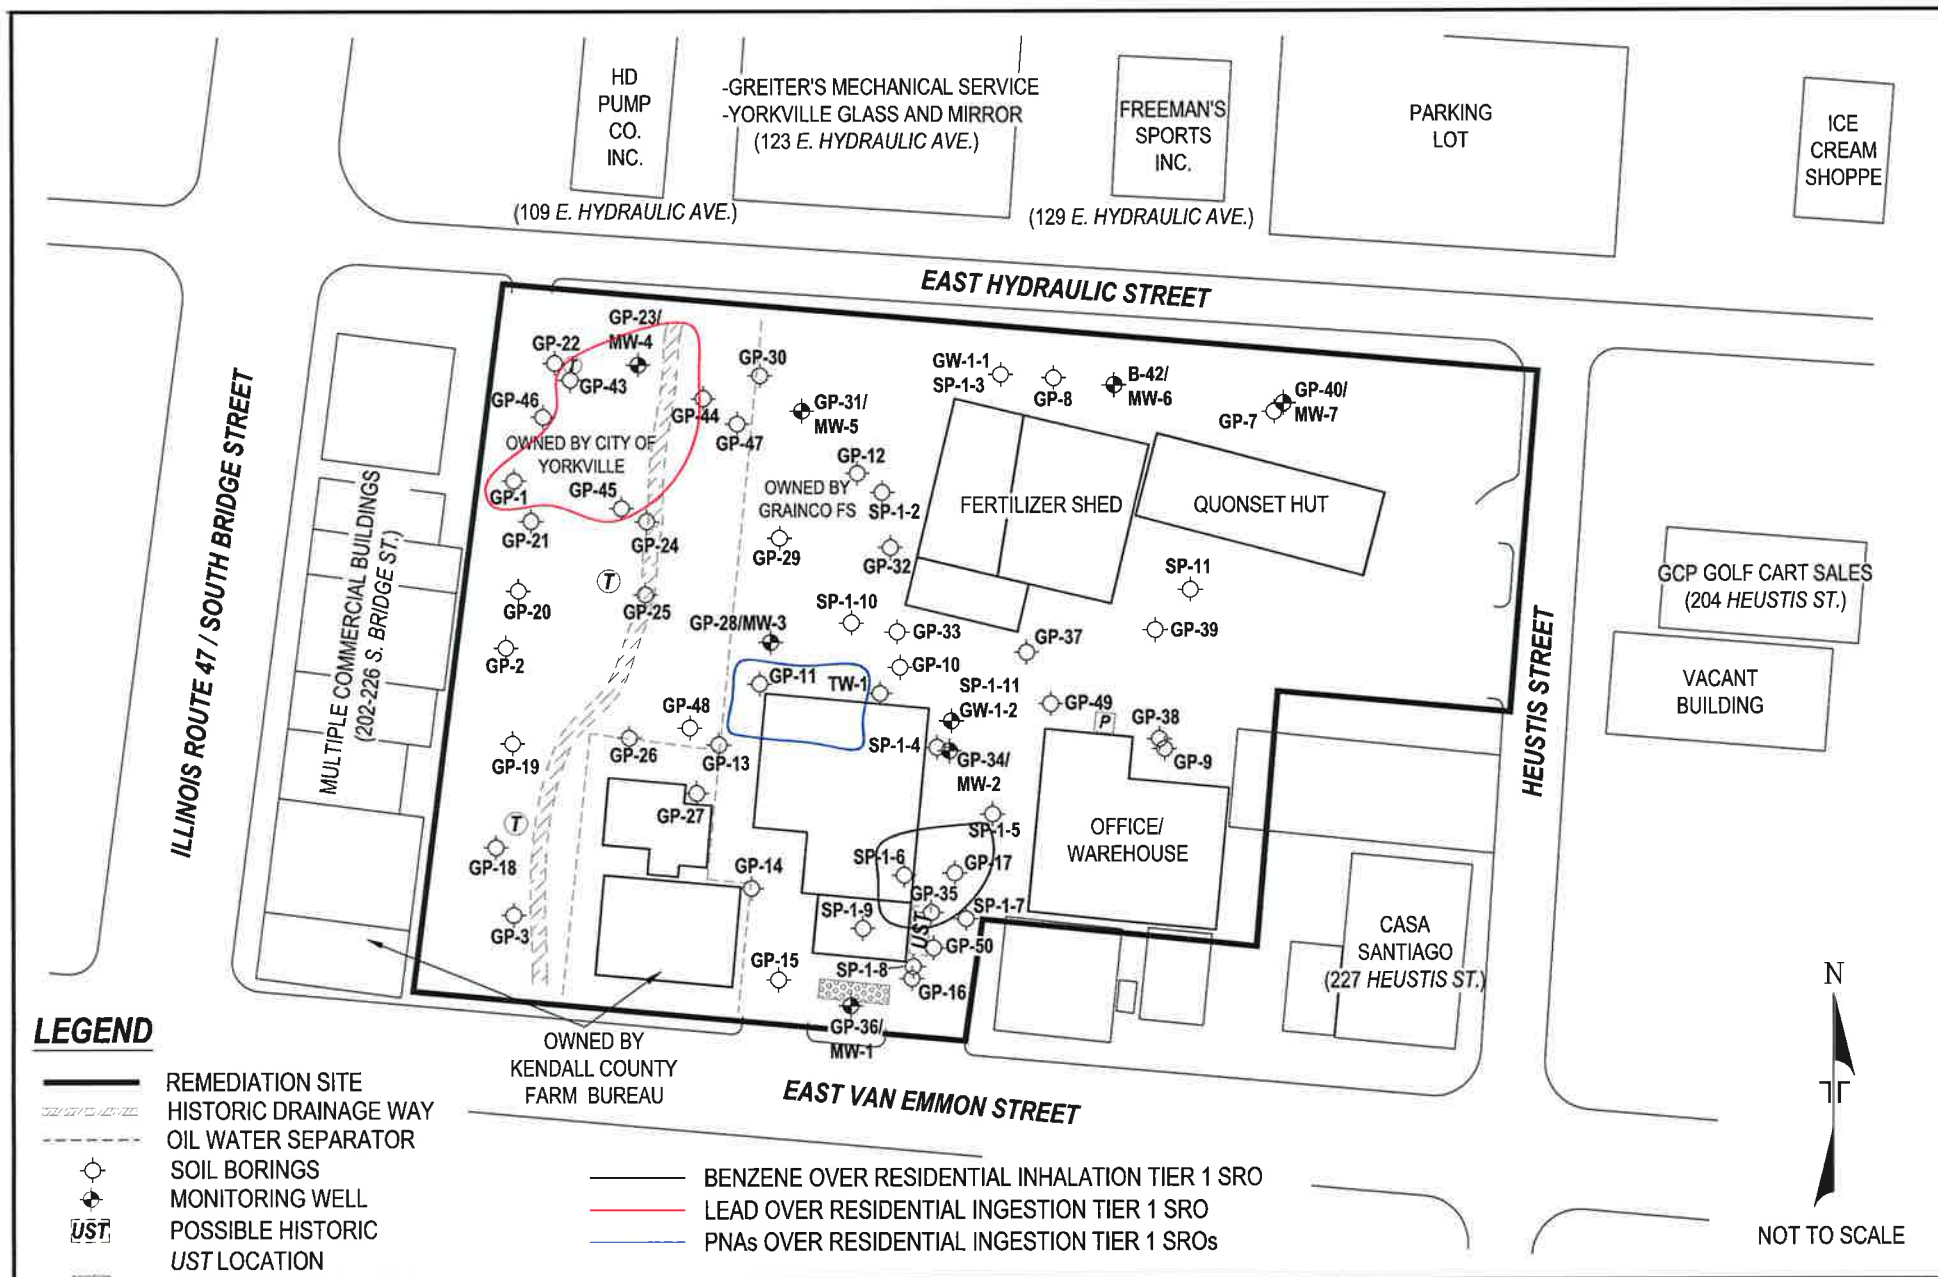 HD
PUMP
CO.
INC.
(109 E. HYDRAULIC AVE.)
-GREITER'S MECHANICAL SERVICE
-YORKVILLE GLASS AND MIRROR
(123 E. HYDRAULIC AVE.)
FREEMAN'S
SPORTS
INC.
(129 E. HYDRAULIC AVE.)
PARKING
LOT
ICE
CREAM
SHOPPE
EAST HYDRAULIC STREET
ILLINOIS ROUTE 47 / SOUTH BRIDGE STREET
MULTIPLE COMMERCIAL BUILDINGS
(202-226 S. BRIDGE ST.)
GP-23/
MW-4
GP-22
T
GP-43
GP-46
GP-44
GP-30
GP-47
GP-31/
MW-5
GW-1-1
SP-1-3
GP-8
B-42/
MW-6
GP-7
GP-40/
MW-7
OWNED BY CITY OF
YORKVILLE
GP-1
GP-45
GP-21
GP-24
GP-12
OWNED BY
GRAINCO FS
SP-1-2
GP-29
GP-32
FERTILIZER SHED
QUONSET HUT
T
GP-20
GP-25
GP-2
GP-28/MW-3
SP-1-10
GP-33
GP-10
GP-37
SP-11
GP-39
GP-11
TW-1
SP-1-11
GW-1-2
GP-49
P
GP-38
GP-9
GP-48
GP-19
GP-26
GP-13
SP-1-4
GP-34/
MW-2
GP-27
T
GP-18
GP-14
SP-1-5
SP-1-6
GP-17
GP-35
SP-1-7
OFFICE/
WAREHOUSE
GP-3
SP-1-9
UST
GP-50
GP-15
SP-1-8
GP-16
GP-36/
MW-1
GCP GOLF CART SALES
(204 HEUSTIS ST.)
VACANT
BUILDING
HEUSTIS STREET
CASA
SANTIAGO
(227 HEUSTIS ST.)
OWNED BY
KENDALL COUNTY
FARM BUREAU
EAST VAN EMMON STREET
N
NOT TO SCALE
LEGEND
REMEDIATION SITE
HISTORIC DRAINAGE WAY
OIL WATER SEPARATOR
SOIL BORINGS
MONITORING WELL
UST POSSIBLE HISTORIC
UST LOCATION
BENZENE OVER RESIDENTIAL INHALATION TIER 1 SRO
LEAD OVER RESIDENTIAL INGESTION TIER 1 SRO
PNAs OVER RESIDENTIAL INGESTION TIER 1 SROs